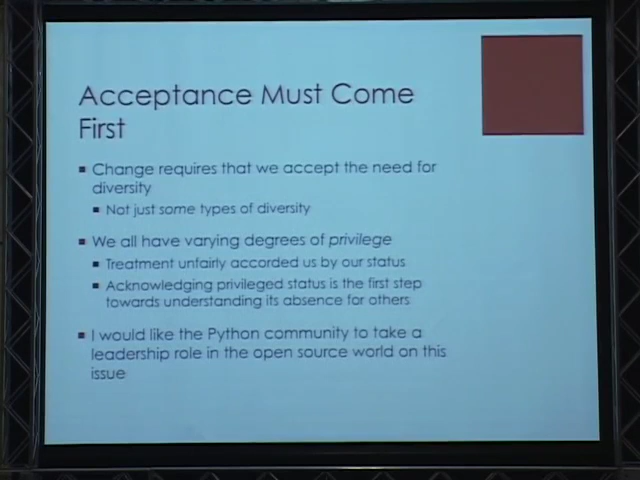 Acceptance Must Come
First
Change requires that we accept the need for
diversity
Not just some types of diversity
We all have varying degrees of privilege
Treatment unfairly accorded us by our status
Acknowledging privileged status is the first step
towards understanding its absence for others
I would like the Python community to take a
leadership role in the open source world on this
issue